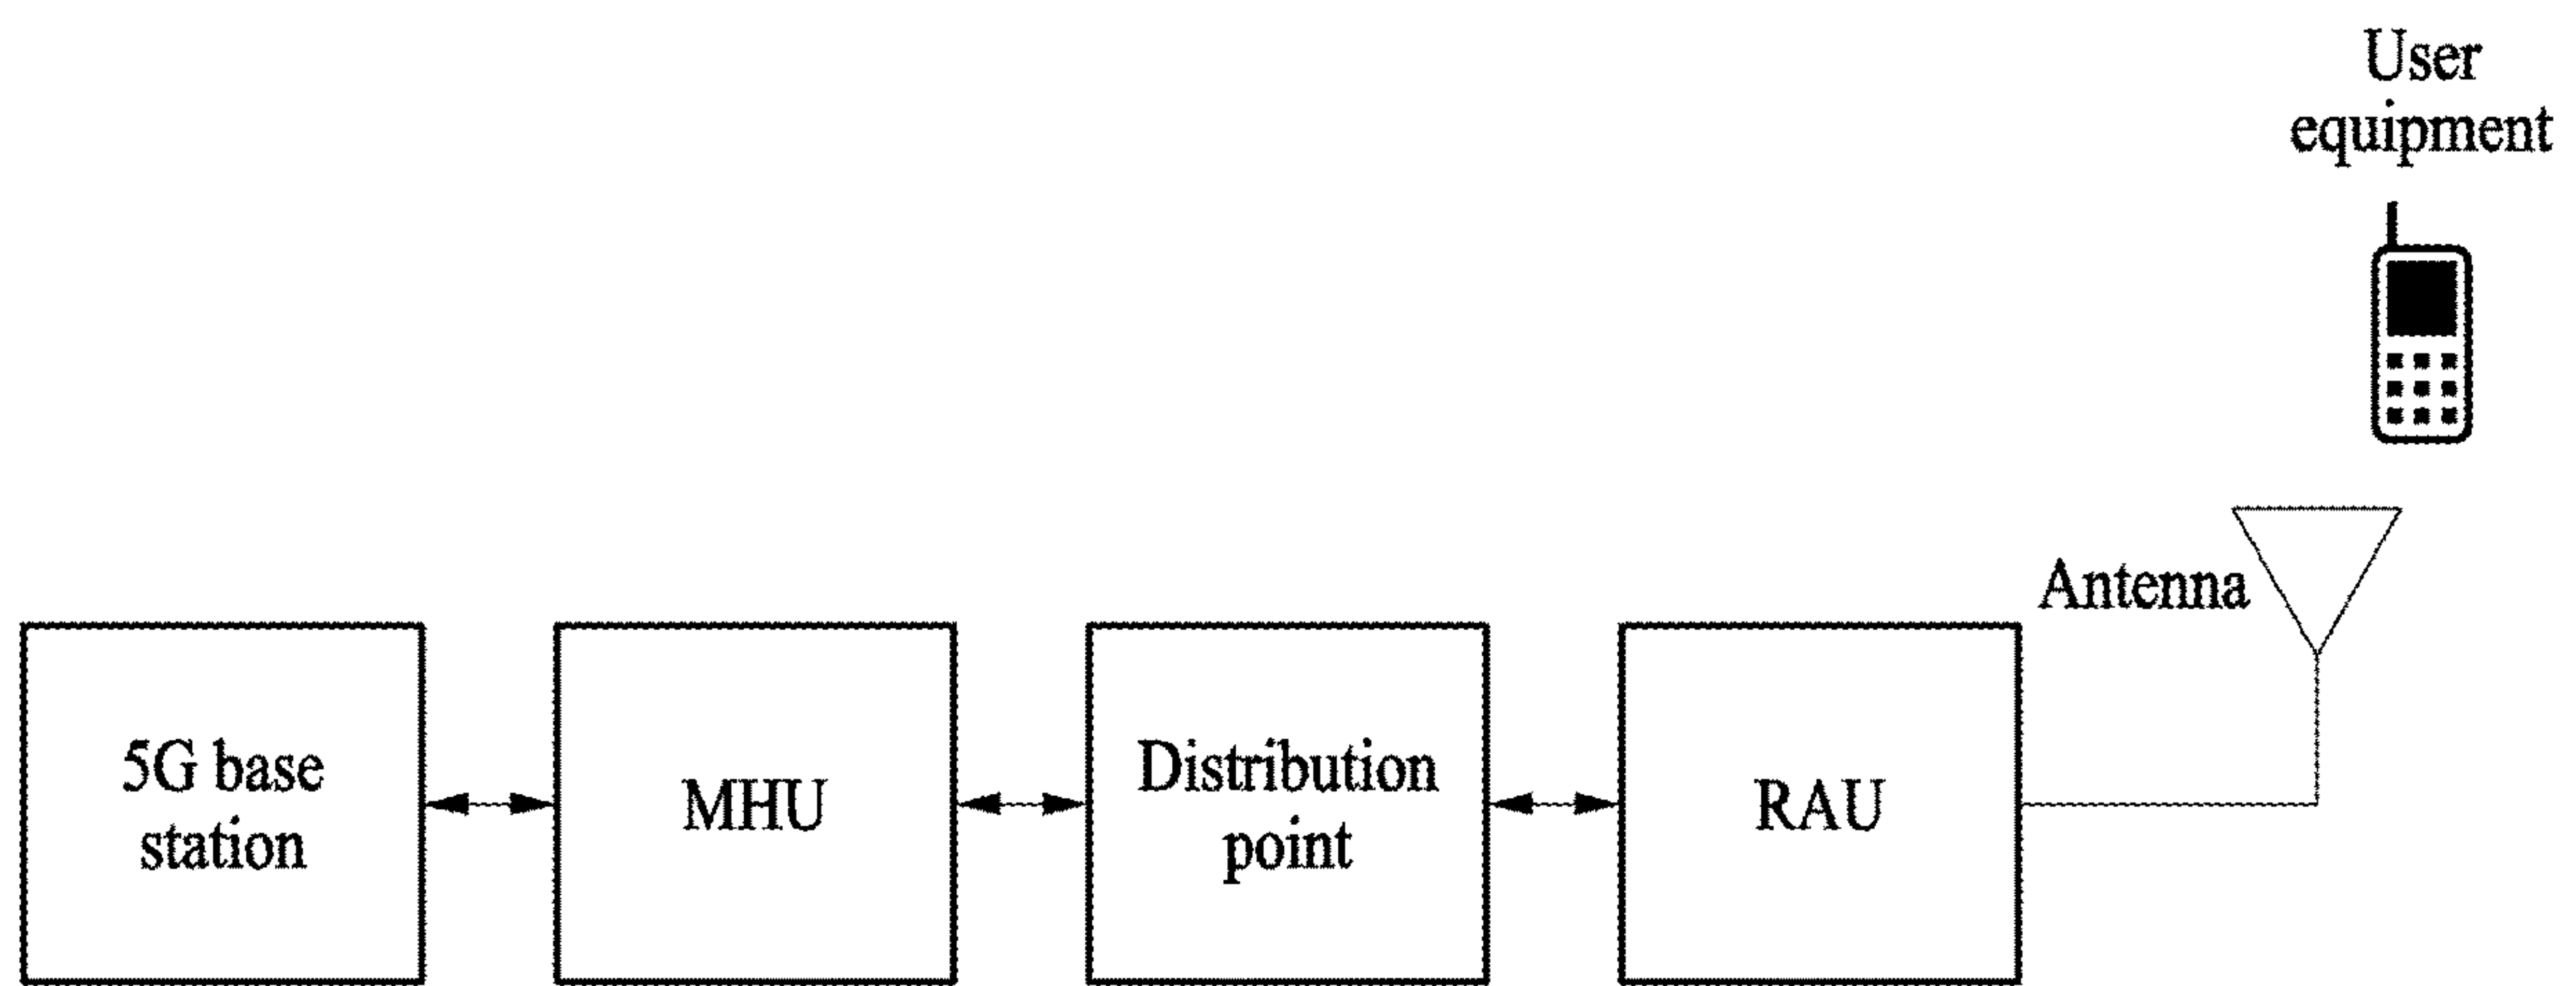 User
equipment
Antenna
5G base
station
MHU
Distribution
point
RAU